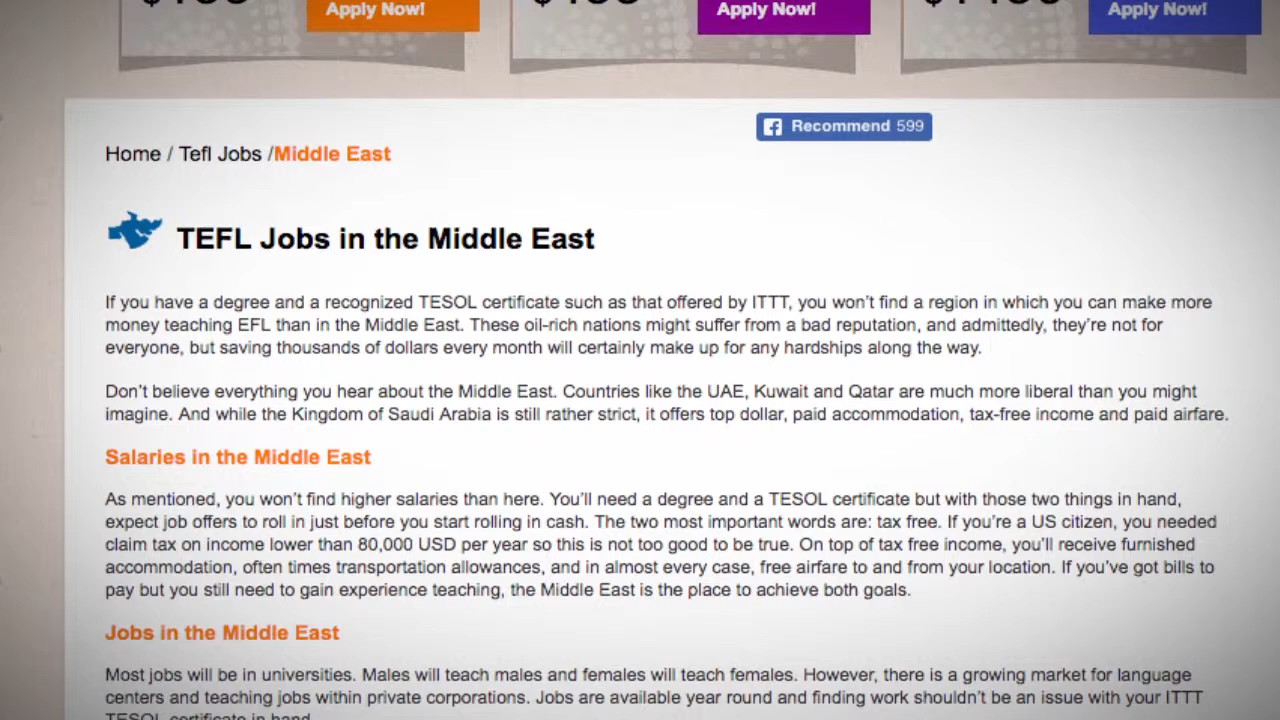 Apply Now!
Apply Now!
Apply Now!
Recommend 599
Home / Tefl Jobs /Middle East
TEFL Jobs in the Middle East
If you have a degree and a recognized TESOL certificate such as that offered by ITTT, you won't find a region in which you can make more
money teaching EFL than in the Middle East. These oil-rich nations might suffer from a bad reputation, and admittedly, they're not for
everyone, but saving thousands of dollars every month will certainly make up for any hardships along the way.
Don't believe everything you hear about the Middle East. Countries like the UAE, Kuwait and Qatar are much more liberal than you might
imagine. And while the Kingdom of Saudi Arabia is still rather strict, it offers top dollar, paid accommodation, tax-free income and paid airfare.
Salaries in the Middle East
As mentioned, you won't find higher salaries than here. You'll need a degree and a TESOL certificate but with those two things in hand,
expect job offers to roll in just before you start rolling in cash. The two most important words are: tax free. If you're a US citizen, you needed
claim tax on income lower than 80,000 USD per year so this is not too good to be true. On top of tax free income, you'll receive furnished
accommodation, often times transportation allowances, and in almost every case, free airfare to and from your location. If you've got bills to
pay but you still need to gain experience teaching, the Middle East is the place to achieve both goals.
Jobs in the Middle East
Most jobs will be in universities. Males will teach males and females will teach females. However, there is a growing market for language
centers and teaching jobs within private corporations. Jobs are available year round and finding work shouldn't be an issue with your ITTT
TESOL certificate in hand